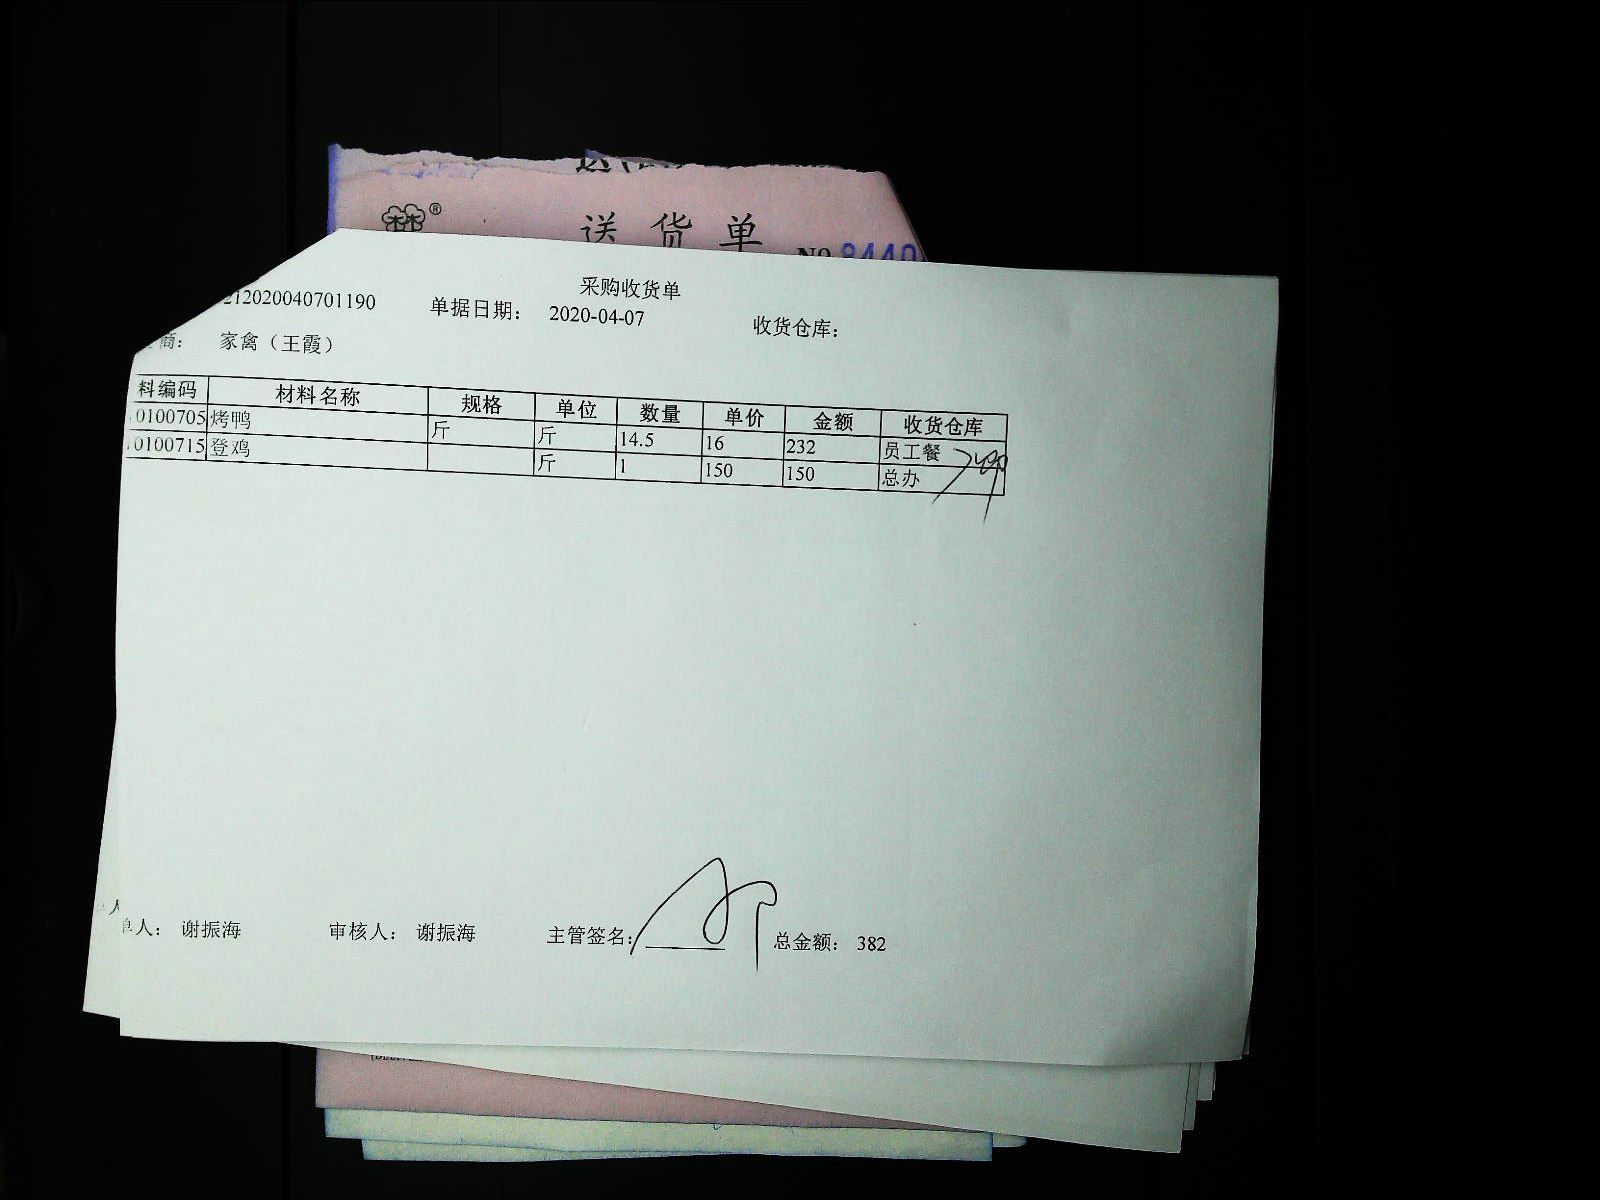 送货单
№ 8440
采购收货单
212020040701190 单据日期： 2020-04-07 收货仓库：
商： 家禽（王霞）
料编码 材料名称 规格 单位 数量 单价 金额 收货仓库
0100705 烤鸭 斤 斤 14.5 16 232 员工餐
0100715 登鸡 斤 1 150 150 总办
单人： 谢振海 审核人： 谢振海 主管签名： 总金额： 382